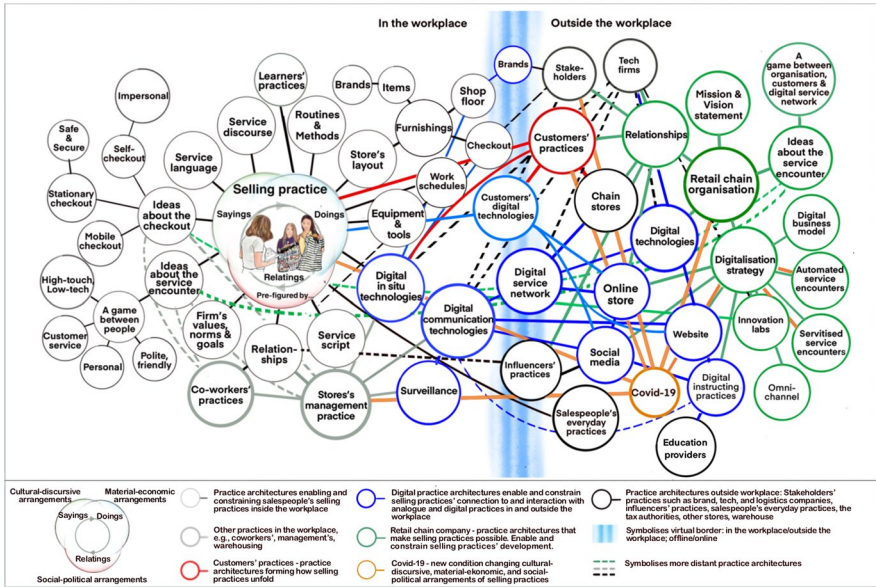 In the workplace
Outside the workplace
Brands
Stake-
holders
Tech
firms
A
game between
organisation,
customers &
digital service
network
Learners'
practices
Brands
Items
Shop
floor
Impersonal
Mission &
Vision
statement
Service
discourse
Routines
&
Methods
Furnishings
Checkout
Customers'
practices
Relationships
Ideas about
the service
encounter
Safe
&
Secure
Self-
checkout
Service
language
Store's
layout
Work
schedules
Retail chain
organisation
Stationary
checkout
Selling practice
Sayings
Doings
Relatings
Pre-figured by...
Ideas
about the
checkout
Equipment
&
tools
Customers'
digital
technologies
Chain
stores
Digital
technologies
Digital
business
model
Mobile
checkout
Digitalisation
strategy
High-touch,
Low-tech
Ideas
about the
service
encounter
Digital
in situ
technologies
Digital
service
network
Online
store
Automated
service
encounters
A game
between
people
Firm's
values,
norms &
goals
Digital
communication
technologies
Innovation
labs
Customer
service
Service
script
Website
Servitised
service
encounters
Personal
Polite,
friendly
Relation-
ships
Social
media
Influencers'
practices
Co-workers'
practices
Stores's
management
practice
Surveillance
Covid-19
Digital
instructing
practices
Omni-
channel
Salespeople's
everyday
practices
Education
providers
Cultural-discursive
arrangements
Material-economic
arrangements
Sayings
Doings
Relatings
Social-political arrangements
Practice architectures enabling and
constraining salespeople's selling
practices inside the workplace
Other practices in the workplace,
e.g., coworkers', management's,
warehousing
Customers' practices - practice
architectures forming how selling
practices unfold
Digital practice architectures enable and constrain
selling practices' connection to and interaction with
analogue and digital practices in and outside the
workplace
Retail chain company - practice architectures that
make selling practices possible. Enable and
constrain selling practices' development.
Covid-19 - new condition changing cultural-
discursive, material-ekonomic, and social-
political arrangements of selling practices
Practice architectures outside workplace: Stakeholders'
practices such as brand, tech, and logistics companies,
influencers' practices, salespeople's everyday practices, the
tax authorities, other stores, warehouse
Symbolises virtual border: in the workplace/outside the
workplace; offline/online
Symbolises more distant practice architectures